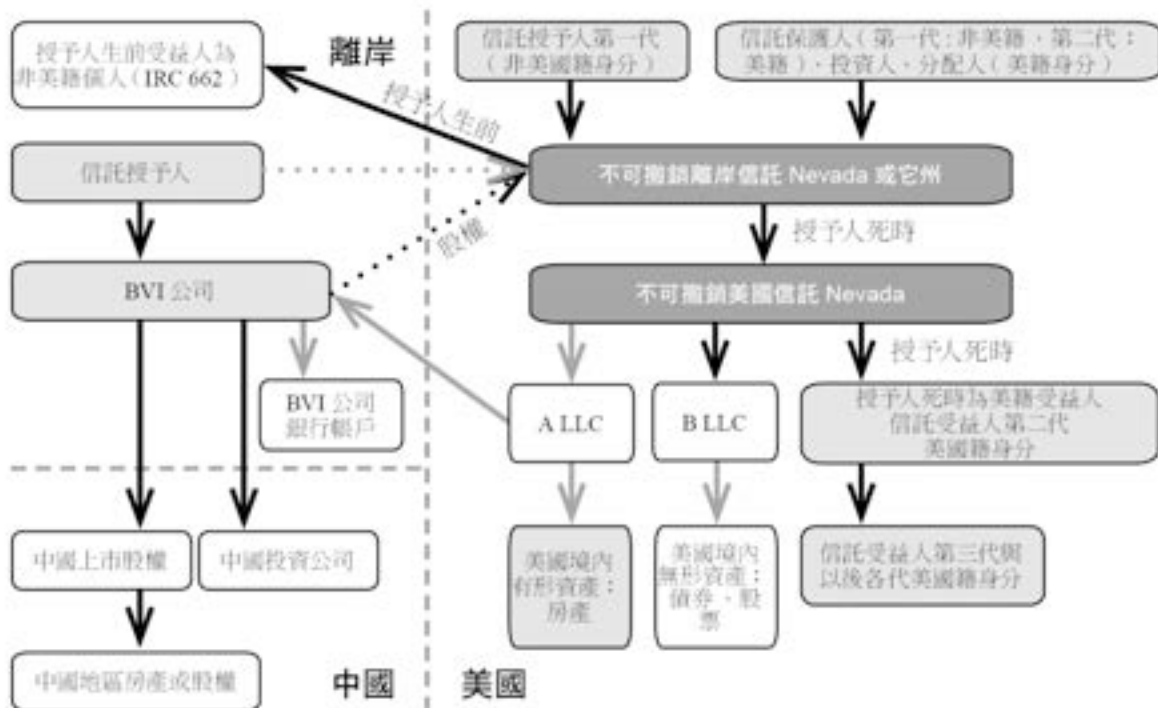 授予人生前受益人為
非美籍個人（IRC 662）
離岸
信託授予人第一代
（非美國籍身分）
信託保護人（第一代：非美籍，第二代；
美籍）、投資人、分配人（美籍身分）
授予人生前
信託授予人
不可撤銷離岸信託 Nevada 或它州
股權
授予人死時
BVI 公司
不可撤銷美國信託 Nevada
授予人死時
BVI 公司
銀行帳戶
A LLC
B LLC
授予人死時為美籍受益人
信託受益人第二代
美國籍身分
中國上市股權
中國投資公司
美國境內
有形資產：
房產
美國境內
無形資產：
債券、股
票
信託受益人第三代與
以後各代美國籍身分
中國地區房產或股權
中國
美國